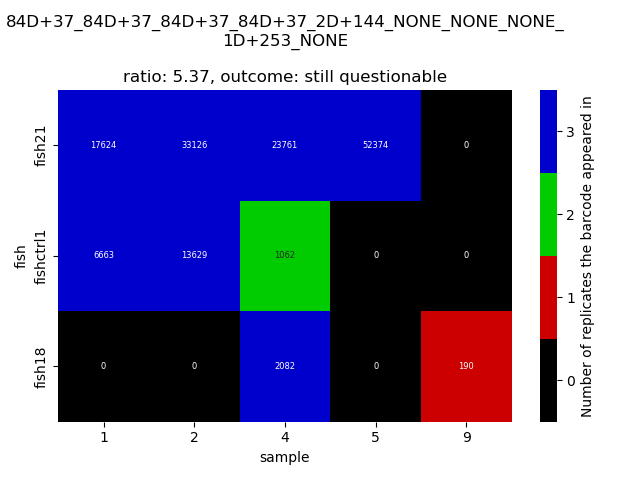 84D+37_84D+37_84D+37_84D+37_2D+144_NONE_NONE_NONE_
1D+253_NONE
ratio: 5.37, outcome: still questionable
fish21
17624 33126 23761 52374 0
fishctrl1
6663 13629 1062 0 0
fish18
0 0 2082 0 190
fish
1 2 4 5 9
sample
3
2
1
0
Number of replicates the barcode appeared in